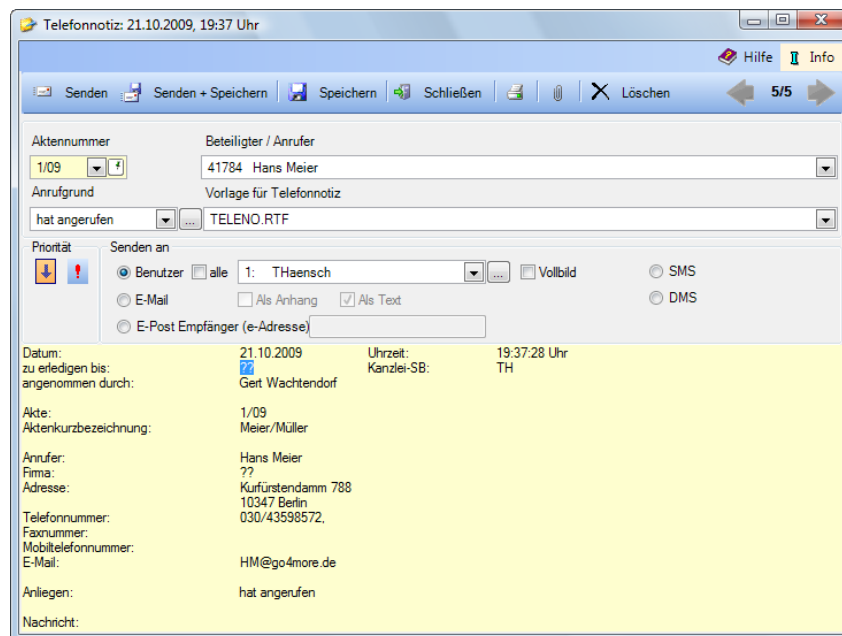 Telefonnotiz: 21.10.2009, 19:37 Uhr
Hilfe Info
Senden Senden + Speichern Speichern Schließen Löschen 5/5
Aktennummer Beteiligter / Anrufer
1/09 41784 Hans Meier
Anrufgrund Vorlage für Telefonnotiz
hat angerufen ... TELENO.RTF
Priorität Senden an
Benutzer alle 1: THaensch ... Vollbild SMS
E-Mail Als Anhang Als Text DMS
E-Post Empfänger (e-Adresse)
Datum: 21.10.2009 Uhrzeit: 19:37:28 Uhr
zu erledigen bis: ?? Kanzlei-SB: TH
angenommen durch: Gert Wachtendorf
Akte: 1/09
Aktenkurzbezeichnung: Meier/Müller
Anrufer: Hans Meier
Firma: ??
Adresse: Kurfürstendamm 788
10347 Berlin
Telefonnummer: 030/43598572,
Faxnummer:
Mobiltelefonnummer:
E-Mail: HM@go4more.de
Anliegen: hat angerufen
Nachricht: